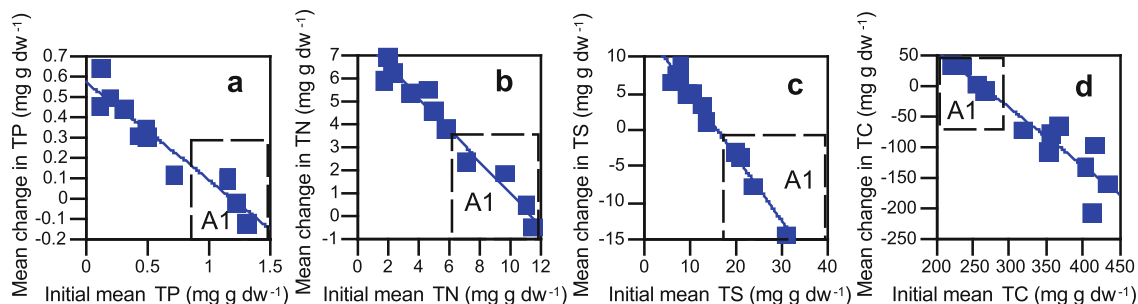 Mean change in TP (mg g dw⁻¹)
0.7
0.6
0.5
0.4
0.3
0.2
0.1
0
-0.1
-0.2
a
A1
0 0.5 1 1.5
Initial mean TP (mg g dw⁻¹)
Mean change in TN (mg g dw⁻¹)
7
6
5
4
3
2
1
0
-1
b
A1
0 2 4 6 8 10 12
Initial mean TN (mg g dw⁻¹)
Mean change in TS (mg g dw⁻¹)
10
5
0
-5
-10
-15
c
A1
0 10 20 30 40
Initial mean TS (mg g dw⁻¹)
Mean change in TC (mg g dw⁻¹)
50
0
-50
-100
-150
-200
-250
d
A1
200 250 300 350 400 450
Initial mean TC (mg g dw⁻¹)